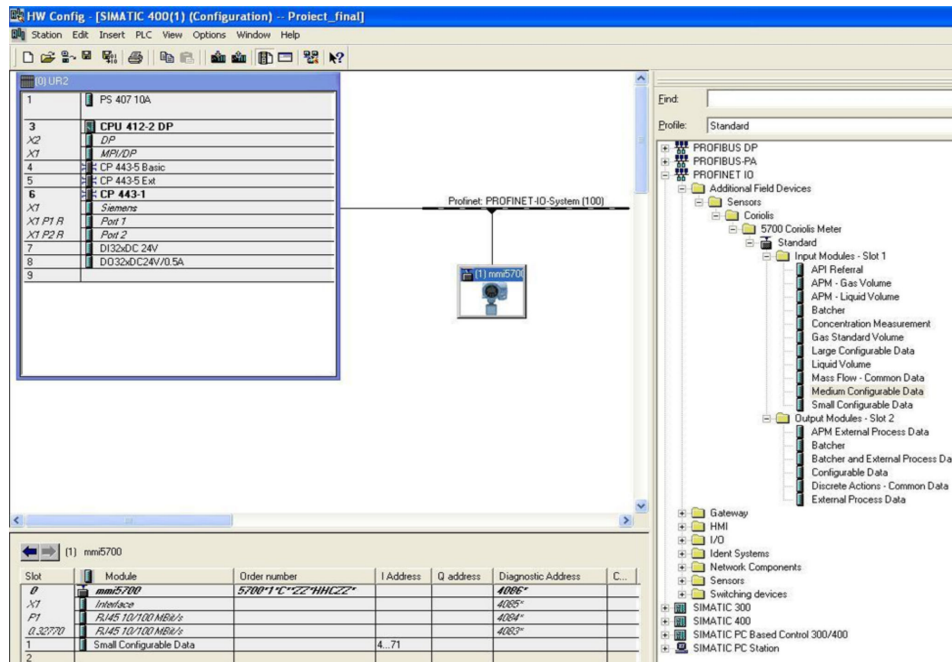 HW Config - [SIMATIC 400(1) (Configuration) -- Project_final]
Station Edit Insert PLC View Options Window Help
(0) UR2
1 PS 407 10A
3 CPU 412-2 DP
X2 DP
X1 MPI/DP
4 CP 443-5 Basic
5 CP 443-5 Ext
6 CP 443-1
X1 Siemens
X1 P1 R Port 1
X1 P2 R Port 2
7 DI32xDC 24V
8 DO32xDC24V/0.5A
9
Profinet: PROFINET-IO-System (100)
(1) mmi5700
Find:
Profile: Standard
PROFIBUS DP
PROFIBUS-PA
PROFINET IO
Additional Field Devices
Sensors
Coriolis
5700 Coriolis Meter
Standard
Input Modules - Slot 1
API Referral
APM - Gas Volume
APM - Liquid Volume
Batcher
Concentration Measurement
Gas Standard Volume
Large Configurable Data
Liquid Volume
Mass Flow - Common Data
Medium Configurable Data
Small Configurable Data
Output Modules - Slot 2
APM External Process Data
Batcher
Batcher and External Process Da
Configurable Data
Discrete Actions - Common Data
External Process Data
Gateway
HMI
I/O
Ident Systems
Network Components
Sensors
Switching devices
SIMATIC 300
SIMATIC 400
SIMATIC PC Based Control 300/400
SIMATIC PC Station
(1) mmi5700
Slot Module Order number I Address Q address Diagnostic Address C...
0 mmi5700 5700*1*C**ZZ*HHCZZ* 4086*
X1 Interface 4085*
P1 RJ45 10/100 MBit/s 4084*
0.32770 RJ45 10/100 MBit/s 4083*
1 Small Configurable Data 4...71
2